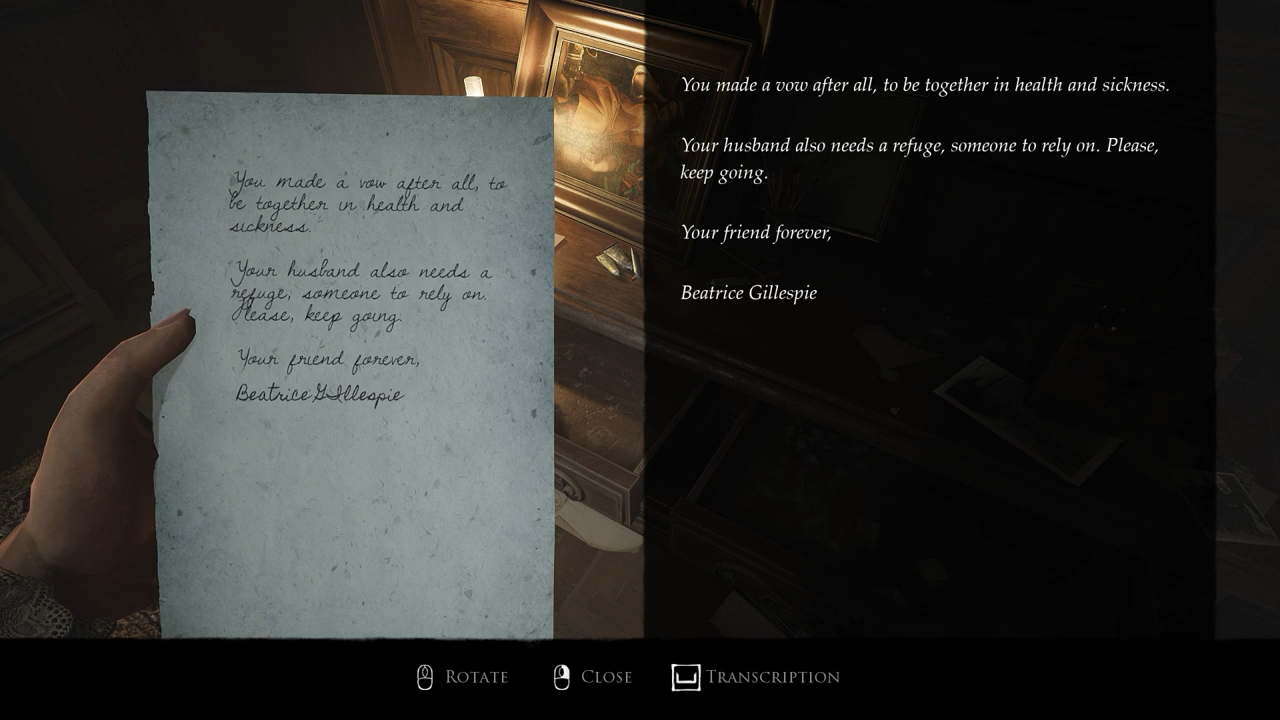 You made a vow after all, to
be together in health and
sickness.
Your husband also needs a
refuge, someone to rely on.
Please, keep going.
Your friend forever,
Beatrice Gillespie
You made a vow after all, to be together in health and sickness.
Your husband also needs a refuge, someone to rely on. Please,
keep going.
Your friend forever,
Beatrice Gillespie
Rotate
Close
Transcription